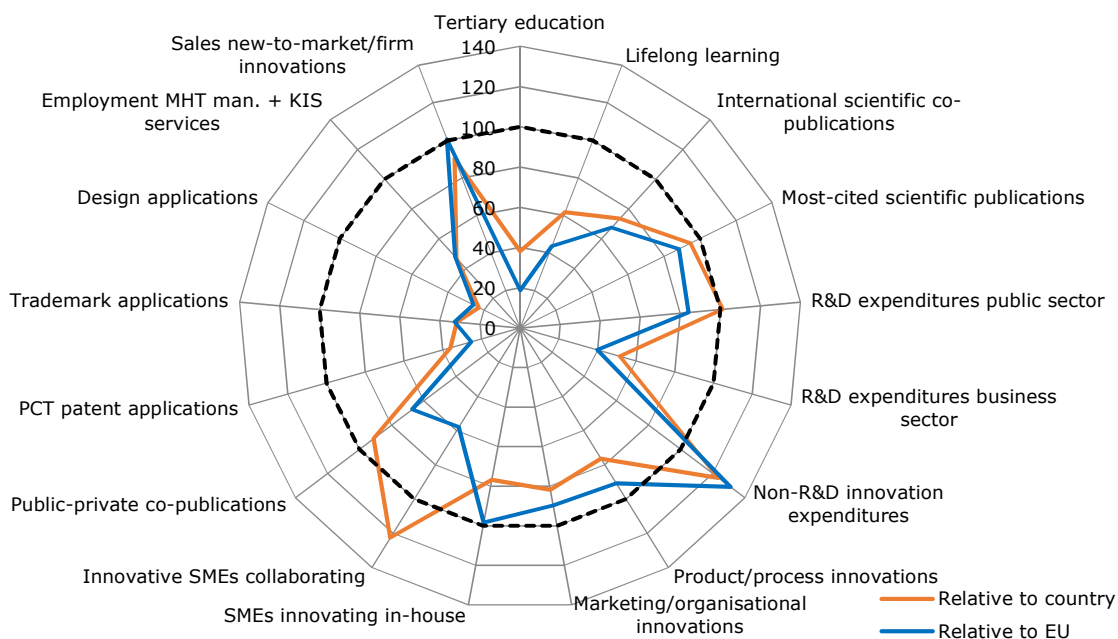 Tertiary education
Sales new-to-market/firm
innovations
Lifelong learning
Employment MHT man. + KIS
services
International scientific co-
publications
Design applications
Most-cited scientific publications
Trademark applications
R&D expenditures public sector
PCT patent applications
R&D expenditures business
sector
Public-private co-publications
Non-R&D innovation
expenditures
Innovative SMEs collaborating
Product/process innovations
SMEs innovating in-house
Marketing/organisational
innovations
140
120
100
80
60
40
20
0
Relative to country
Relative to EU